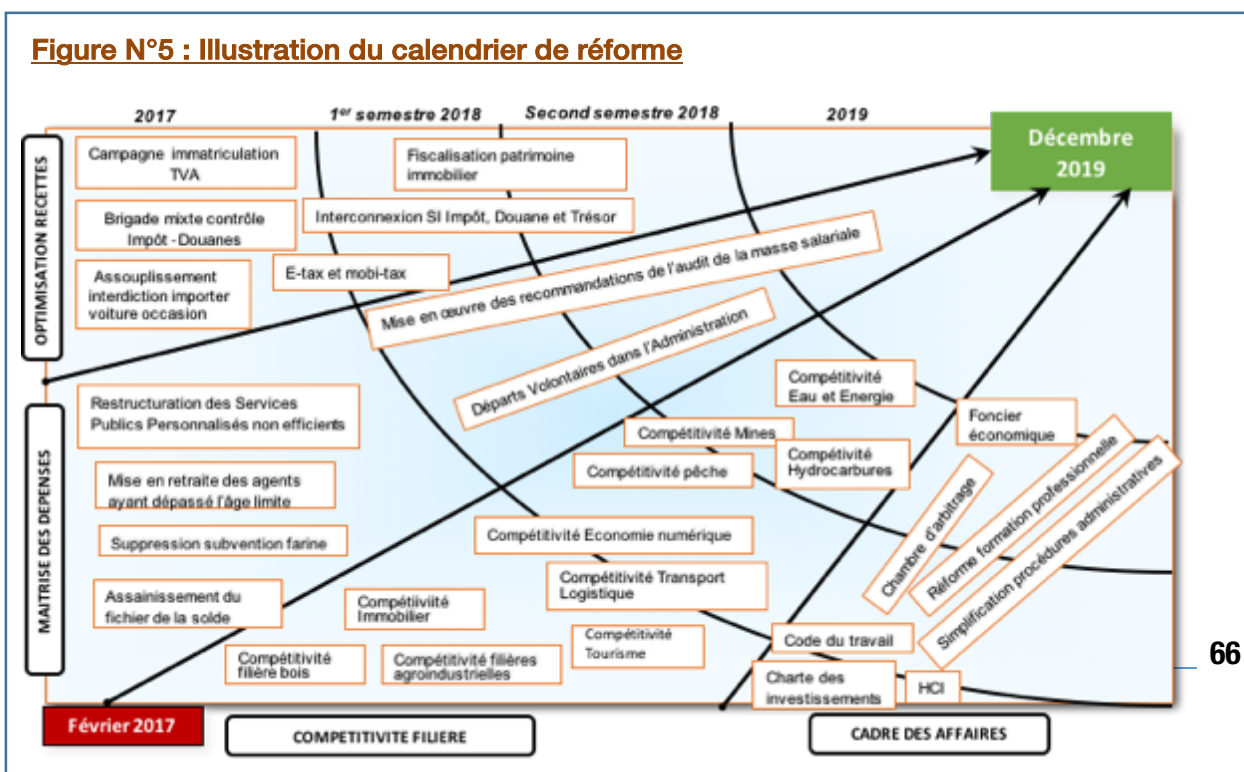 Figure N°5 : Illustration du calendrier de réforme
2017
1er semestre 2018
Second semestre 2018
2019
Décembre
2019
OPTIMISATION RECETTES
Campagne immatriculation
TVA
Fiscalisation patrimoine
immobilier
Brigade mixte contrôle
Impôt - Douanes
Interconnexion SI Impôt, Douane et Trésor
Assouplissement
interdiction importer
voiture occasion
E-tax et mobi-tax
Mise en œuvre des recommandations de l'audit de la masse salariale
Départs Volontaires dans l'Administration
MAITRISE DES DEPENSES
Restructuration des Services
Publics Personnalisés non efficients
Compétitivité
Eau et Energie
Foncier
économique
Compétitivité Mines
Compétivité
Hydrocarbures
Compétitivité pêche
Mise en retraite des agents
ayant dépassé l'âge limite
Suppression subvention farine
Compétitivité Economie numérique
Chambre d'arbitrage
Réforme formation professionnelle
Simplification procédures administratives
Assainissement du
fichier de la solde
Compétiiviité
Immobilier
Compétitivité Transport
Logistique
Compétitivité
filière bois
Compétitivité filières
agroindustrielles
Compétitivité
Tourisme
Code du travail
Charte des
investissements
HCI
66
Février 2017
COMPETITIVITE FILIERE
CADRE DES AFFAIRES